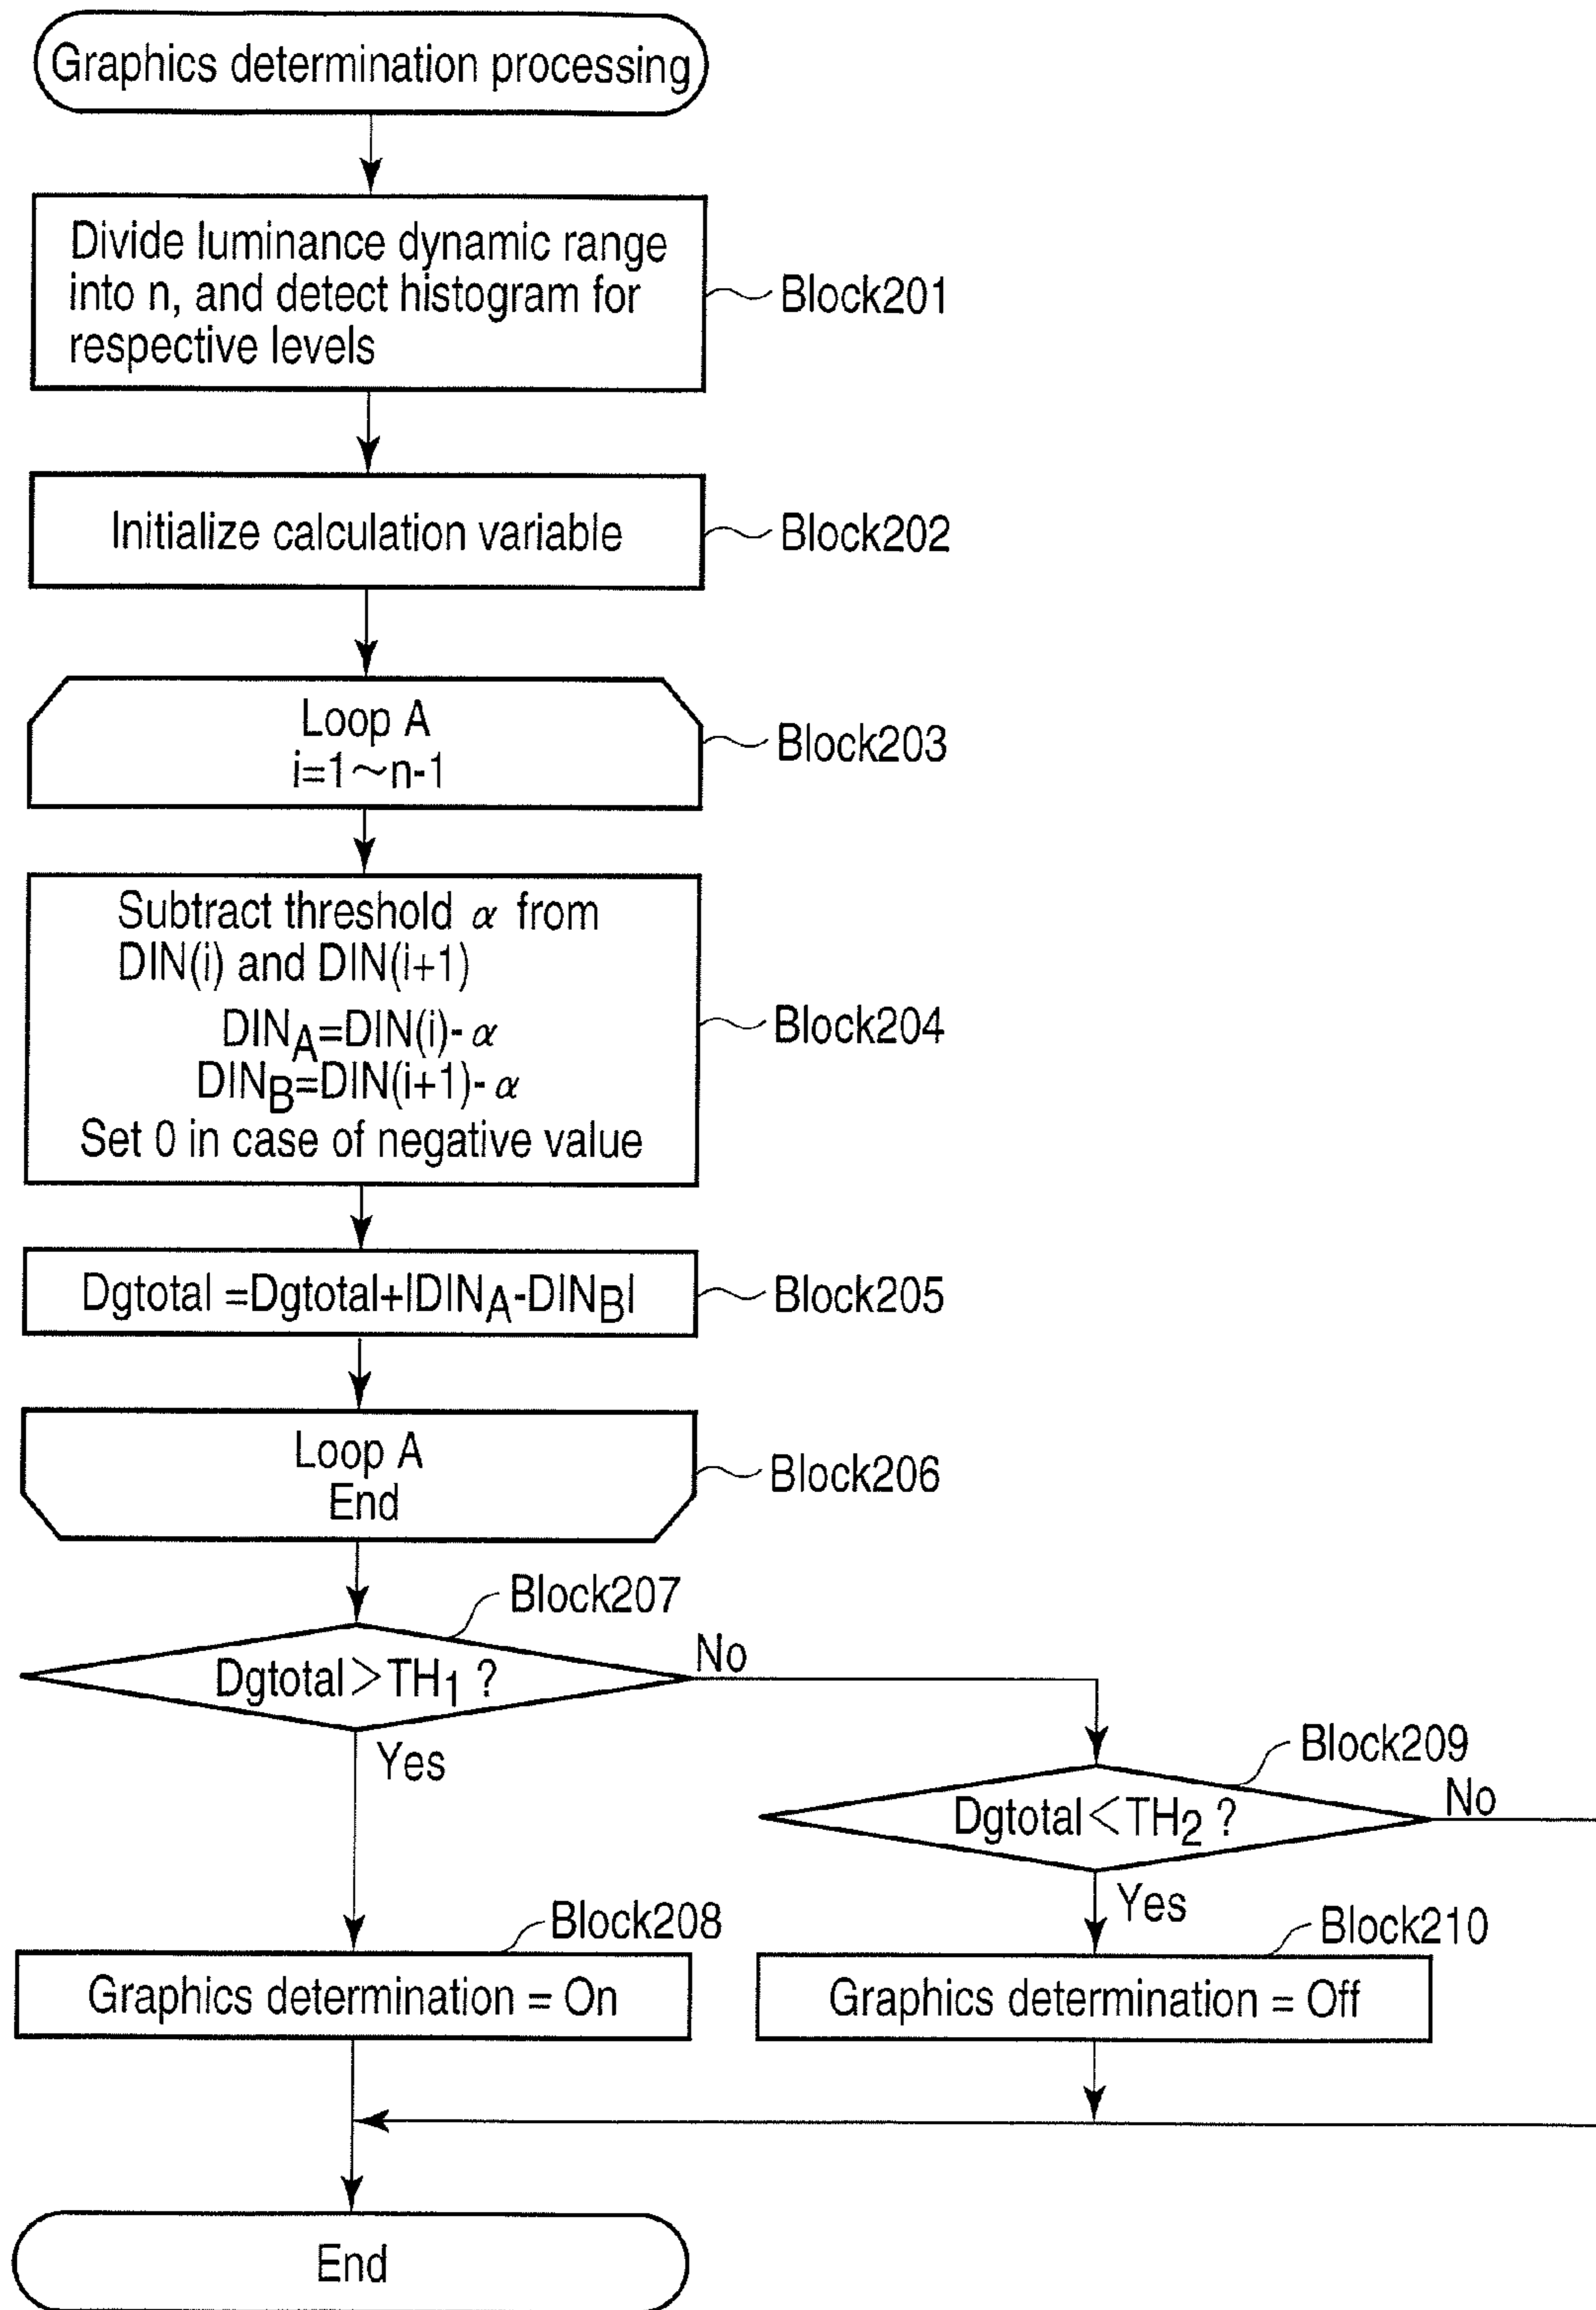 Graphics determination processing
Divide luminance dynamic range
into n, and detect histogram for
respective levels
Block201
Initialize calculation variable
Block202
Loop A
i=1~n-1
Block203
Subtract threshold α from
DIN(i) and DIN(i+1)
DINA=DIN(i)-α
DINB=DIN(i+1)-α
Set 0 in case of negative value
Block204
Dgtotal =Dgtotal+|DINA-DINB|
Block205
Loop A
End
Block206
Block207
Dgtotal>TH1 ?
No
Yes
Block209
Dgtotal<TH2 ?
No
Yes
Block208
Graphics determination = On
Block210
Graphics determination = Off
End